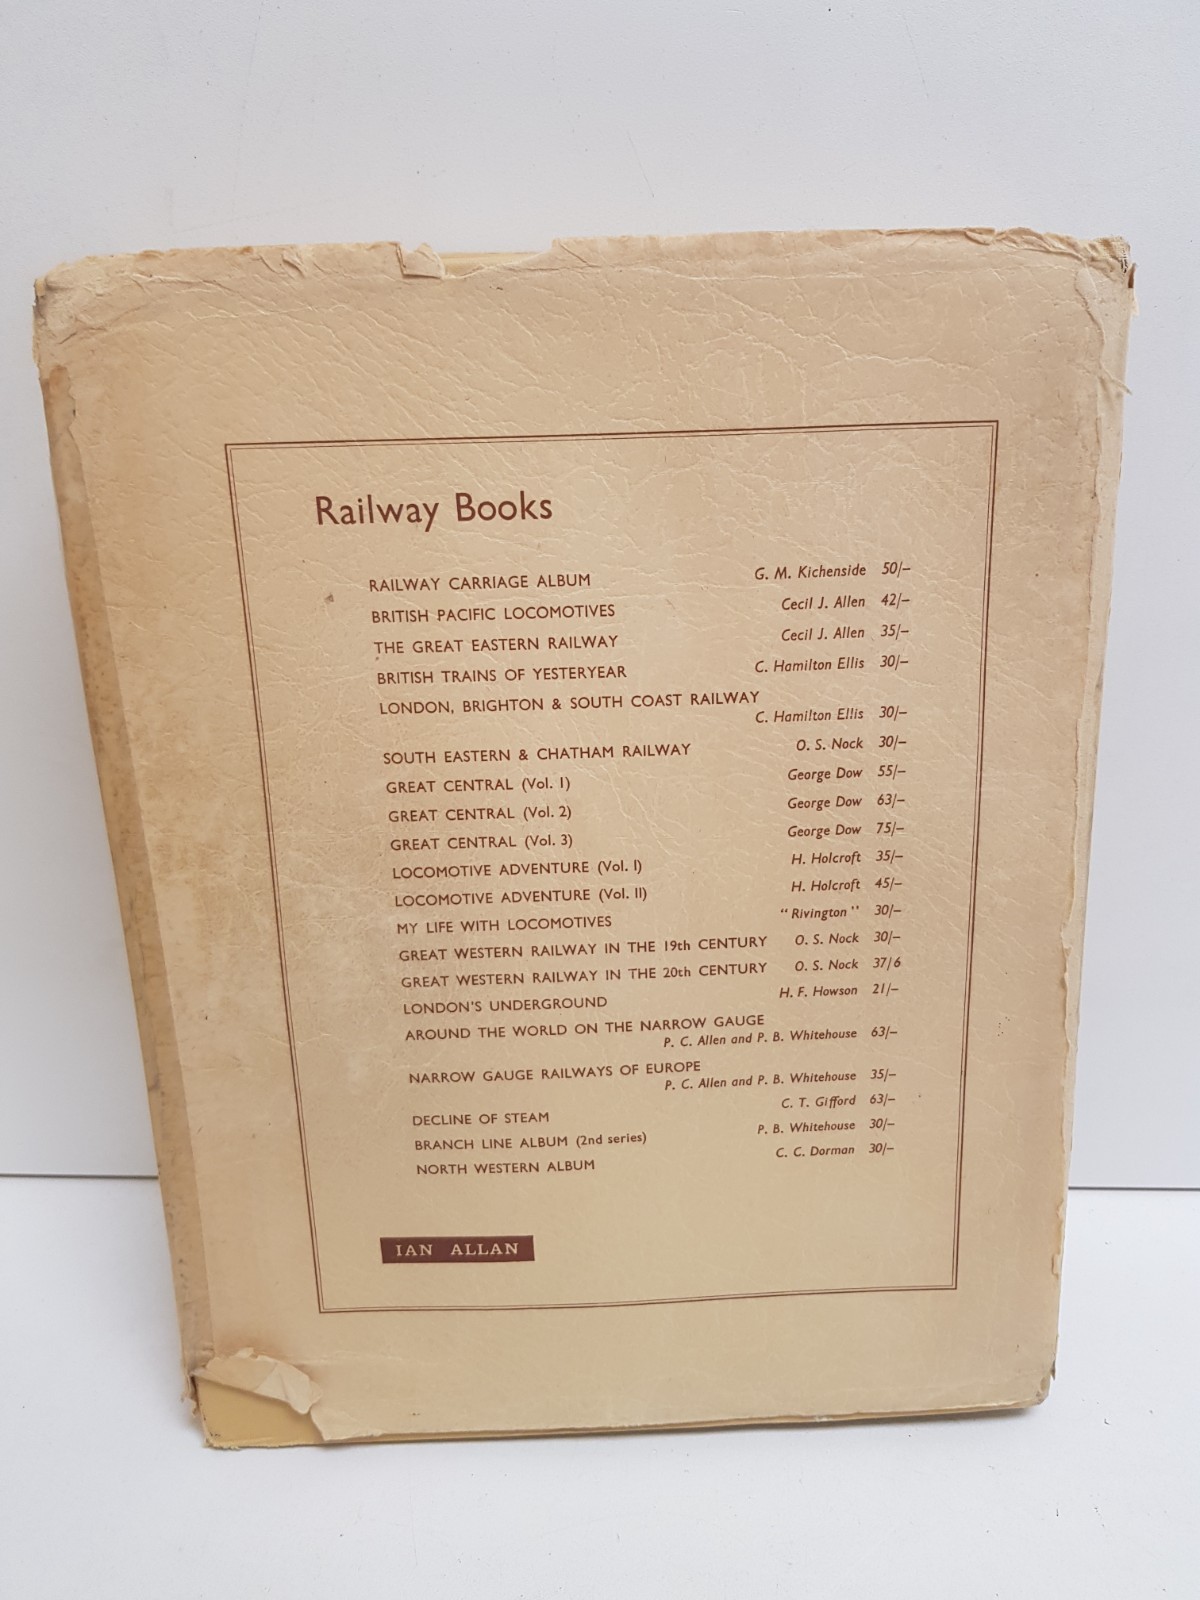 Railway Books
RAILWAY CARRIAGE ALBUM G. M. Kichenside 50/–
BRITISH PACIFIC LOCOMOTIVES Cecil J. Allen 42/–
THE GREAT EASTERN RAILWAY Cecil J. Allen 35/–
BRITISH TRAINS OF YESTERYEAR C. Hamilton Ellis 30/–
LONDON, BRIGHTON & SOUTH COAST RAILWAY
C. Hamilton Ellis 30/–
SOUTH EASTERN & CHATHAM RAILWAY O. S. Nock 30/–
GREAT CENTRAL (Vol. 1) George Dow 55/–
GREAT CENTRAL (Vol. 2) George Dow 63/–
GREAT CENTRAL (Vol. 3) George Dow 75/–
LOCOMOTIVE ADVENTURE (Vol. I) H. Holcroft 35/–
LOCOMOTIVE ADVENTURE (Vol. II) H. Holcroft 45/–
MY LIFE WITH LOCOMOTIVES "Rivington" 30/–
GREAT WESTERN RAILWAY IN THE 19th CENTURY O. S. Nock 30/–
GREAT WESTERN RAILWAY IN THE 20th CENTURY O. S. Nock 37/6
LONDON'S UNDERGROUND H. F. Howson 21/–
AROUND THE WORLD ON THE NARROW GAUGE
P. C. Allen and P. B. Whitehouse 63/–
NARROW GAUGE RAILWAYS OF EUROPE
P. C. Allen and P. B. Whitehouse 35/–
DECLINE OF STEAM C. T. Gifford 63/–
BRANCH LINE ALBUM (2nd series) P. B. Whitehouse 30/–
NORTH WESTERN ALBUM C. C. Dorman 30/–
IAN ALLAN